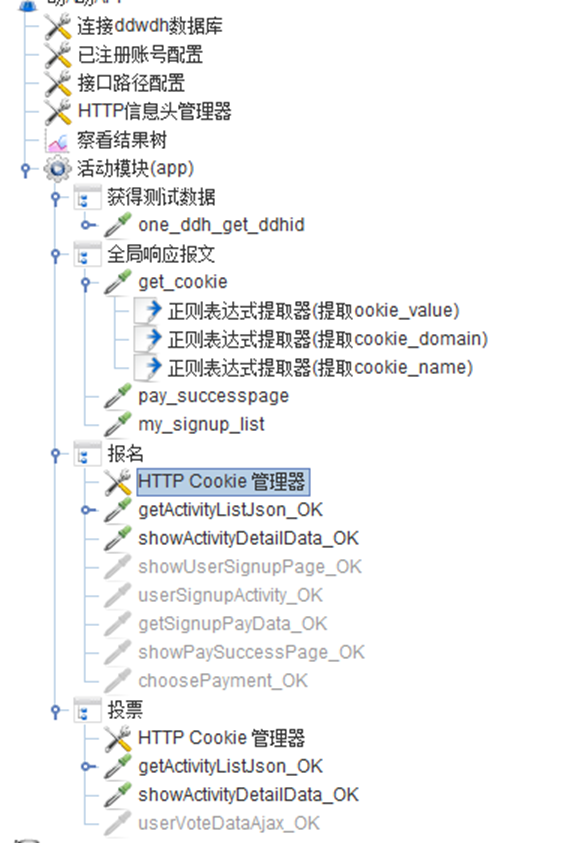 连接ddwdh数据库
已注册账号配置
接口路径配置
HTTP信息头管理器
察看结果树
活动模块(app)
获得测试数据
one_ddh_get_ddhid
全局响应报文
get_cookie
正则表达式提取器(提取ookie_value)
正则表达式提取器(提取cookie_domain)
正则表达式提取器(提取cookie_name)
pay_successpage
my_signup_list
报名
HTTP Cookie 管理器
getActivityListJson_OK
showActivityDetailData_OK
showUserSignupPage_OK
userSignupActivity_OK
getSignupPayData_OK
showPaySuccessPage_OK
choosePayment_OK
投票
HTTP Cookie 管理器
getActivityListJson_OK
showActivityDetailData_OK
userVoteDataAjax_OK